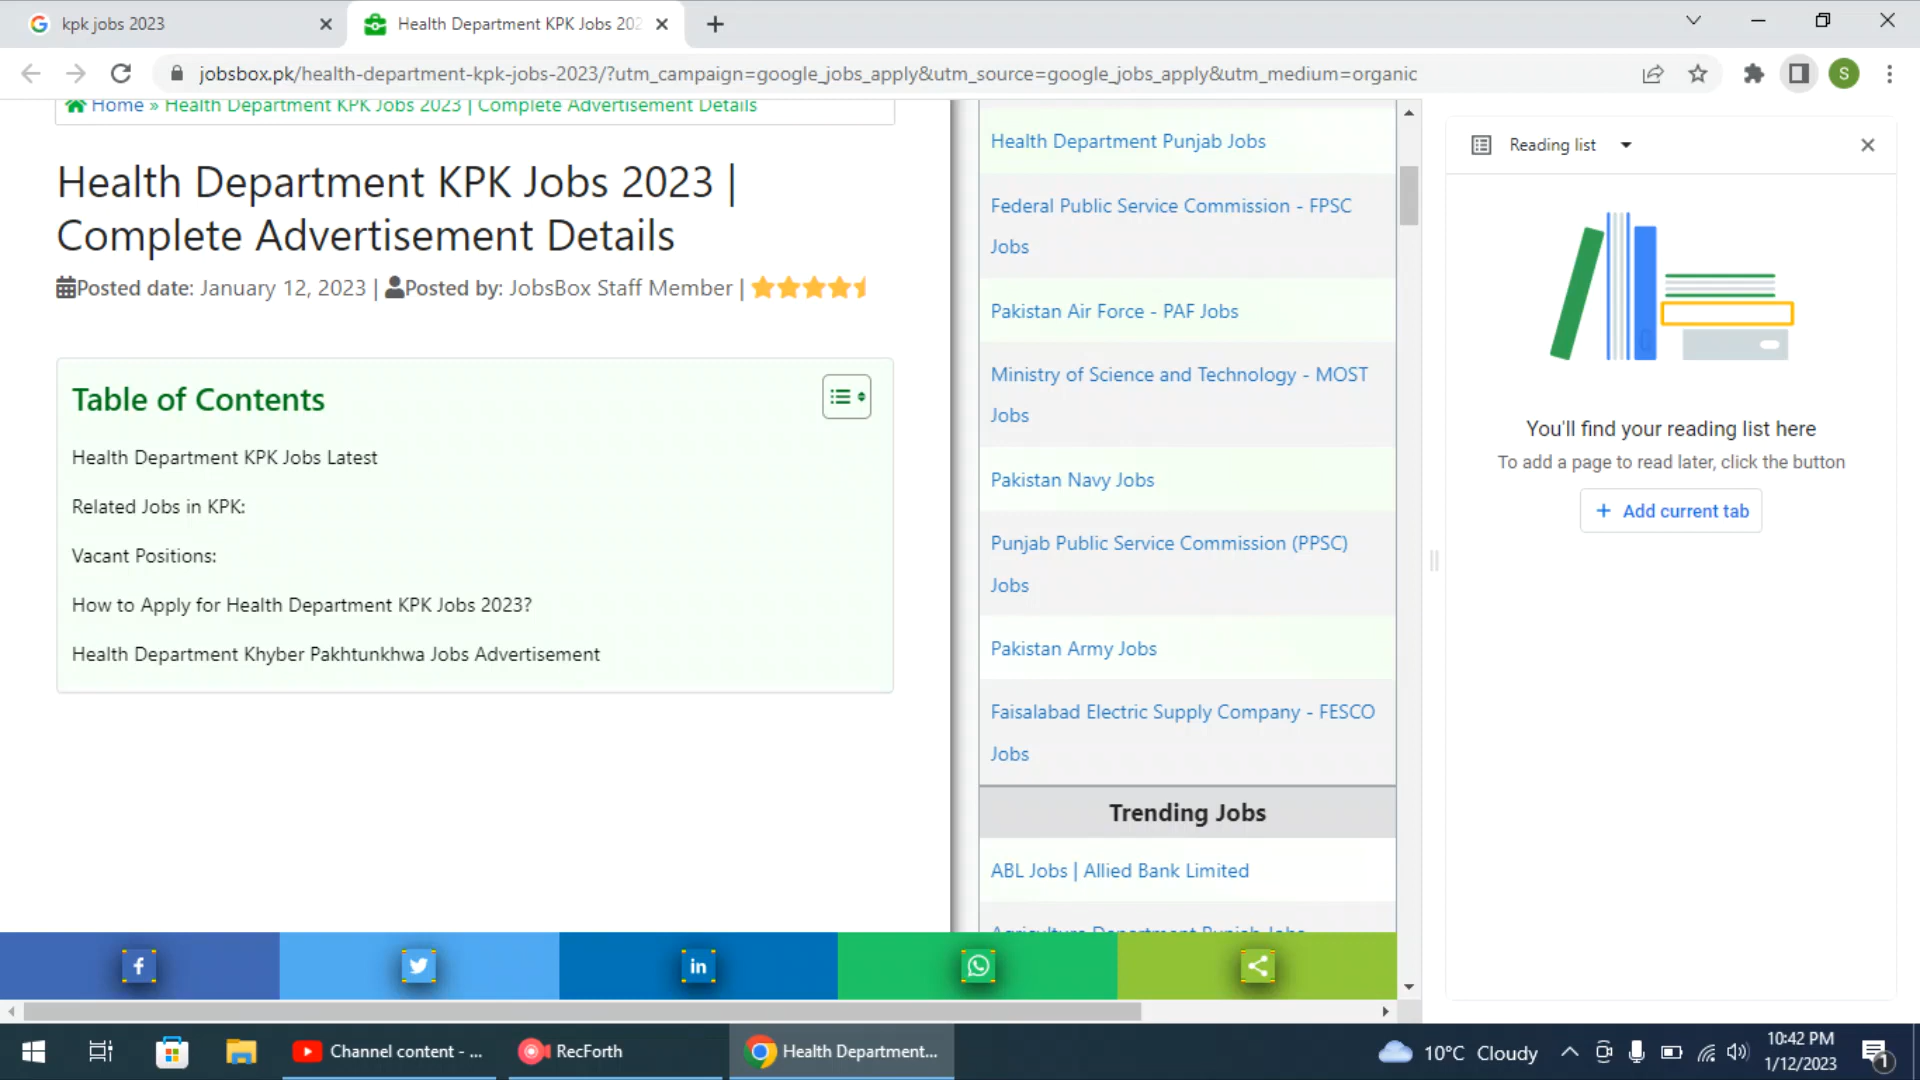 kpk jobs 2023
Health Department KPK Jobs 202
jobsbox.pk/health-department-kpk-jobs-2023/?utm_campaign=google_jobs_apply&utm_source=google_jobs_apply&utm_medium=organic
S
Home » Health Department KPK Jobs 2023 | Complete Advertisement Details
Health Department KPK Jobs 2023 |
Complete Advertisement Details
Posted date: January 12, 2023 | Posted by: JobsBox Staff Member |
Table of Contents
Health Department KPK Jobs Latest
Related Jobs in KPK:
Vacant Positions:
How to Apply for Health Department KPK Jobs 2023?
Health Department Khyber Pakhtunkhwa Jobs Advertisement
Health Department Punjab Jobs
Federal Public Service Commission - FPSC
Jobs
Pakistan Air Force - PAF Jobs
Ministry of Science and Technology - MOST
Jobs
Pakistan Navy Jobs
Punjab Public Service Commission (PPSC)
Jobs
Pakistan Army Jobs
Faisalabad Electric Supply Company - FESCO
Jobs
Trending Jobs
ABL Jobs | Allied Bank Limited
Agriculture Department Punjab Jobs
Reading list
You'll find your reading list here
To add a page to read later, click the button
+ Add current tab
f
in
Channel content - ...
RecForth
Health Department...
10°C Cloudy
10:42 PM
1/12/2023
1